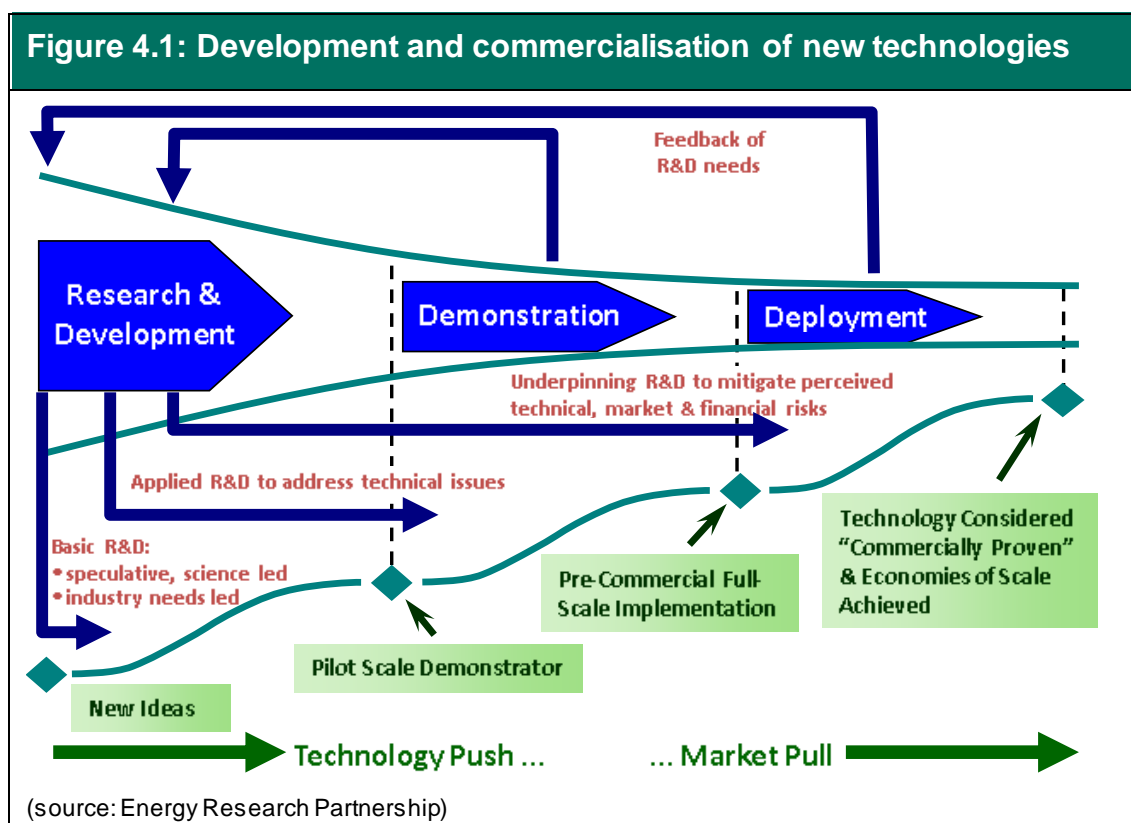 Figure 4.1: Development and commercialisation of new technologies
Feedback of
R&D needs
Research &
Development
Demonstration
Deployment
Underpinning R&D to mitigate perceived
technical, market & financial risks
Applied R&D to address technical issues
Basic R&D:
•speculative, science led
•industry needs led
Technology Considered
“Commercially Proven”
& Economies of Scale
Achieved
Pre-Commercial Full-
Scale Implementation
Pilot Scale Demonstrator
New Ideas
Technology Push ...
... Market Pull
(source: Energy Research Partnership)